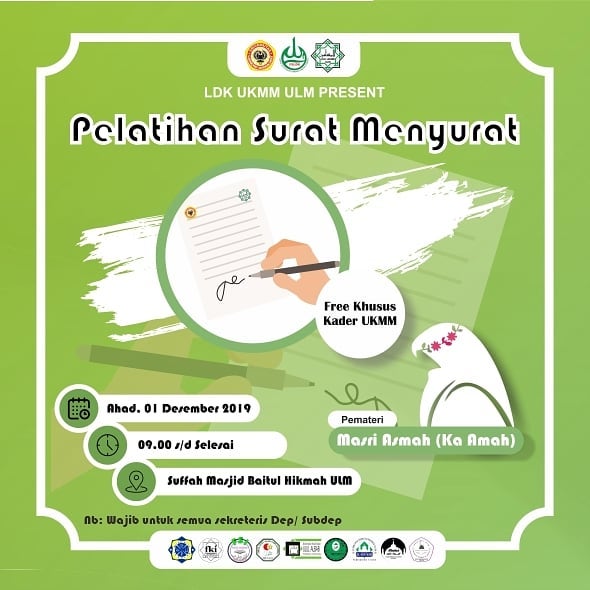 LDK UKMM ULM PRESENT
Pelatihan Surat Menyurat
Free Khusus
Kader UKMM
Pemateri
Masri Asmah (Ka Amah)
Ahad, 01 Desember 2019
09.00 s/d Selesai
Suffah Masjid Baitul Hikmah ULM
Nb: Wajib untuk semua sekreteris Dep/ Subdep
fki